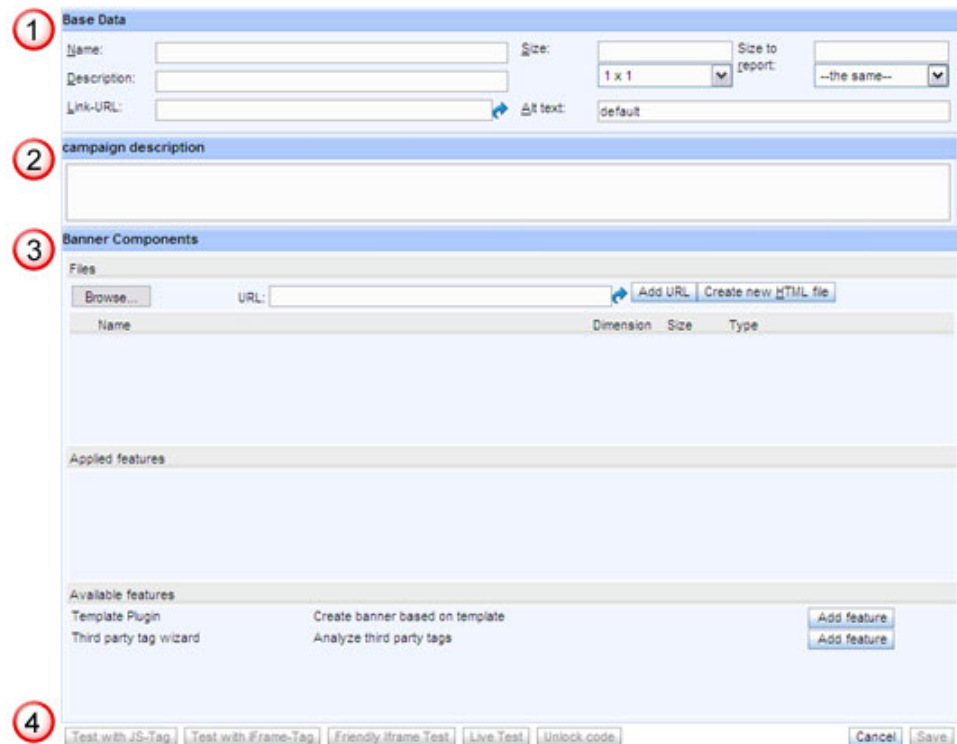 1
Base Data
Name: Size: Size to report:
1 x 1 --the same--
Description:
Link-URL: Alt text: default
2
campaign description
3
Banner Components
Files
Browse... URL: Add URL Create new HTML file
Name Dimension Size Type
Applied features
Available features
Template Plugin Create banner based on template Add feature
Third party tag wizard Analyze third party tags Add feature
4
Test with JS-Tag Test with IFrame-Tag Friendly Iframe Test Live Test Unlock code Cancel Save